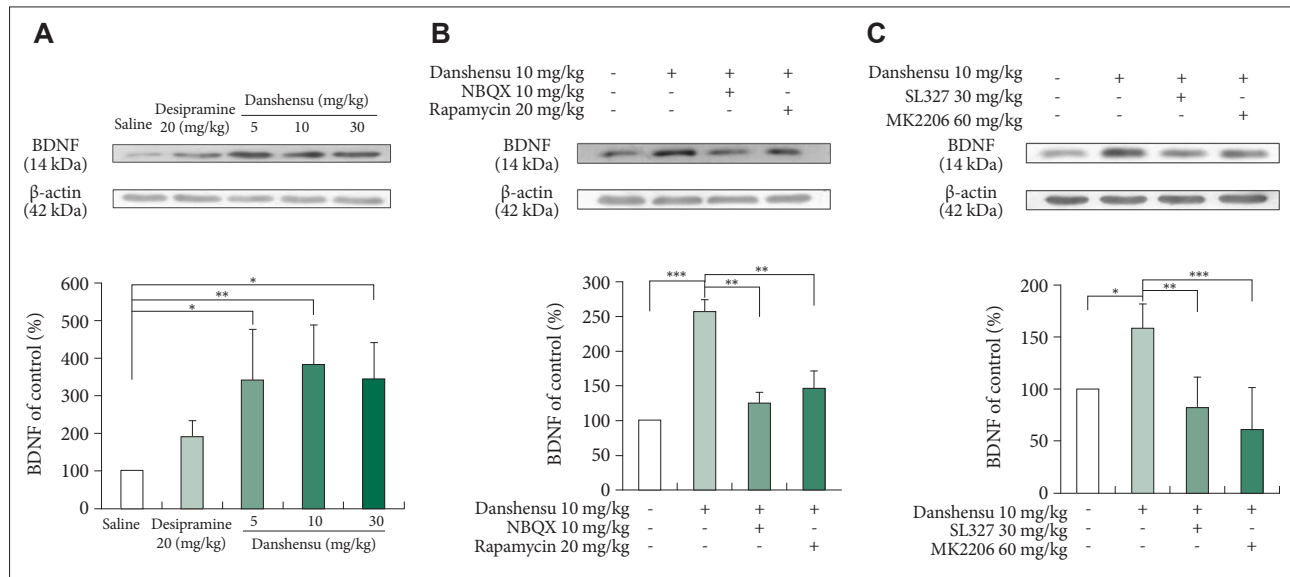 A
Danshensu (mg/kg)
Desipramine
Saline 20 (mg/kg) 5 10 30
BDNF
(14 kDa)
β-actin
(42 kDa)
BDNF of control (%)
600
500
400
300
200
100
0
*
**
*
Saline Desipramine 5 10 30
20 (mg/kg) Danshensu (mg/kg)
B
Danshensu 10 mg/kg - + + +
NBQX 10 mg/kg - - + -
Rapamycin 20 mg/kg - - - +
BDNF
(14 kDa)
β-actin
(42 kDa)
BDNF of control (%)
300
250
200
150
100
50
0
*** **
**
Danshensu 10 mg/kg - + + +
NBQX 10 mg/kg - - + -
Rapamycin 20 mg/kg - - - +
C
Danshensu 10 mg/kg - + + +
SL327 30 mg/kg - - + -
MK2206 60 mg/kg - - - +
BDNF
(14 kDa)
β-actin
(42 kDa)
BDNF of control (%)
200
150
100
50
0
***
* **
Danshensu 10 mg/kg - + + +
SL327 30 mg/kg - - + -
MK2206 60 mg/kg - - - +